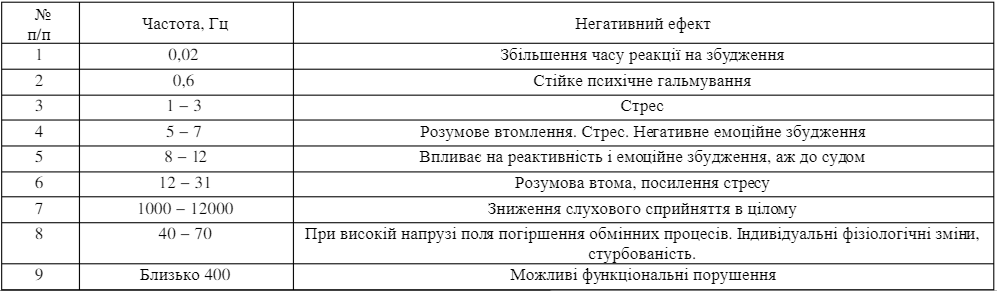 № п/п Частота, Гц Негативний ефект
1 0,02 Збільшення часу реакції на збудження
2 0,6 Стійке психічне гальмування
3 1 – 3 Стрес
4 5 – 7 Розумове втомлення. Стрес. Негативне емоційне збудження
5 8 – 12 Впливає на реактивність і емоційне збудження, аж до судом
6 12 – 31 Розумова втома, посилення стресу
7 1000 – 12000 Зниження слухового сприйняття в цілому
8 40 – 70 При високій напрузі поля погіршення обмінних процесів. Індивідуальні фізіологічні зміни,
стурбованість.
9 Близько 400 Можливі функціональні порушення